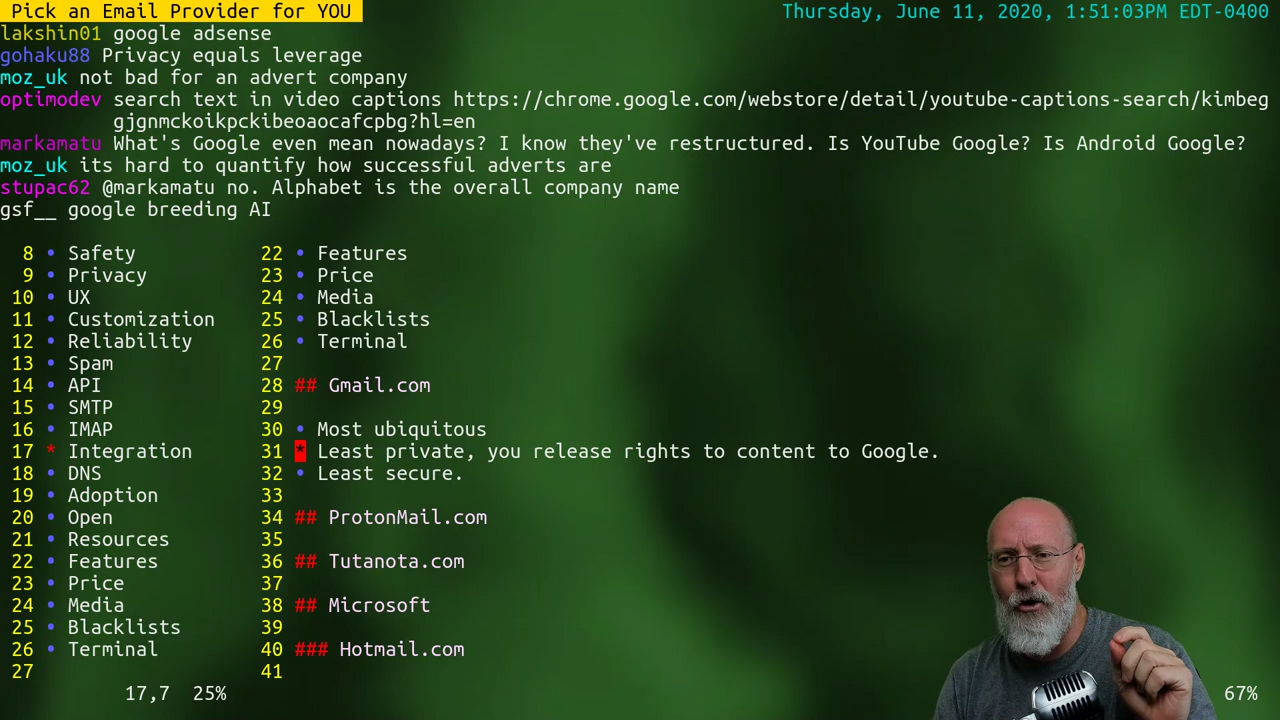 Pick an Email Provider for YOU
Thursday, June 11, 2020, 1:51:03PM EDT-0400
lakshin01 google adsense
gohaku88 Privacy equals leverage
moz_uk not bad for an advert company
optimodev search text in video captions https://chrome.google.com/webstore/detail/youtube-captions-search/kimbeg
gjgnmckoikpckibeoaocafcpbg?hl=en
markamatu What's Google even mean nowadays? I know they've restructured. Is YouTube Google? Is Android Google?
moz_uk its hard to quantify how successful adverts are
stupac62 @markamatu no. Alphabet is the overall company name
gsf__ google breeding AI
8 • Safety
9 • Privacy
10 • UX
11 • Customization
12 • Reliability
13 • Spam
14 • API
15 • SMTP
16 • IMAP
17 * Integration
18 • DNS
19 • Adoption
20 • Open
21 • Resources
22 • Features
23 • Price
24 • Media
25 • Blacklists
26 • Terminal
27
17,7 25%
22 • Features
23 • Price
24 • Media
25 • Blacklists
26 • Terminal
27
28 ## Gmail.com
29
30 • Most ubiquitous
31 * Least private, you release rights to content to Google.
32 • Least secure.
33
34 ## ProtonMail.com
35
36 ## Tutanota.com
37
38 ## Microsoft
39
40 ### Hotmail.com
41
67%